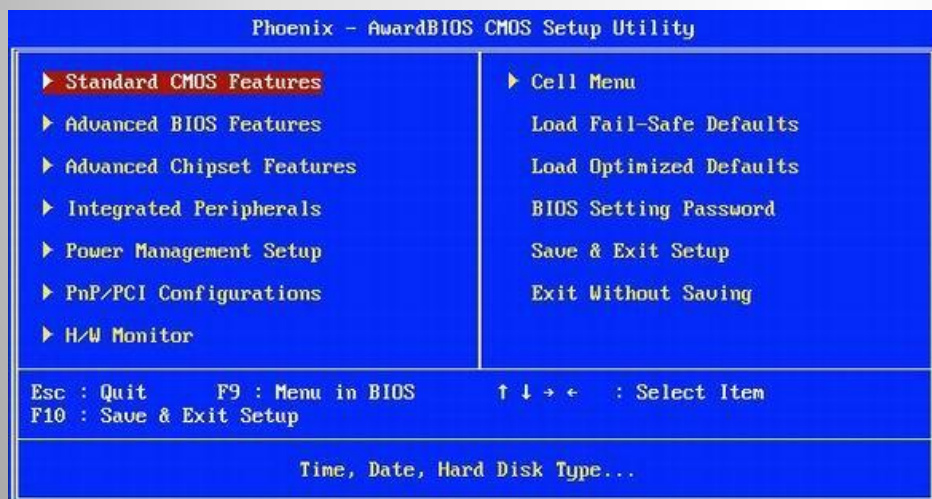 Phoenix - AwardBIOS CMOS Setup Utility
Standard CMOS Features
Advanced BIOS Features
Advanced Chipset Features
Integrated Peripherals
Power Management Setup
PnP/PCI Configurations
H/W Monitor
Cell Menu
Load Fail-Safe Defaults
Load Optimized Defaults
BIOS Setting Password
Save & Exit Setup
Exit Without Saving
Esc : Quit F9 : Menu in BIOS ↑ ↓ → ← : Select Item
F10 : Save & Exit Setup
Time, Date, Hard Disk Type...